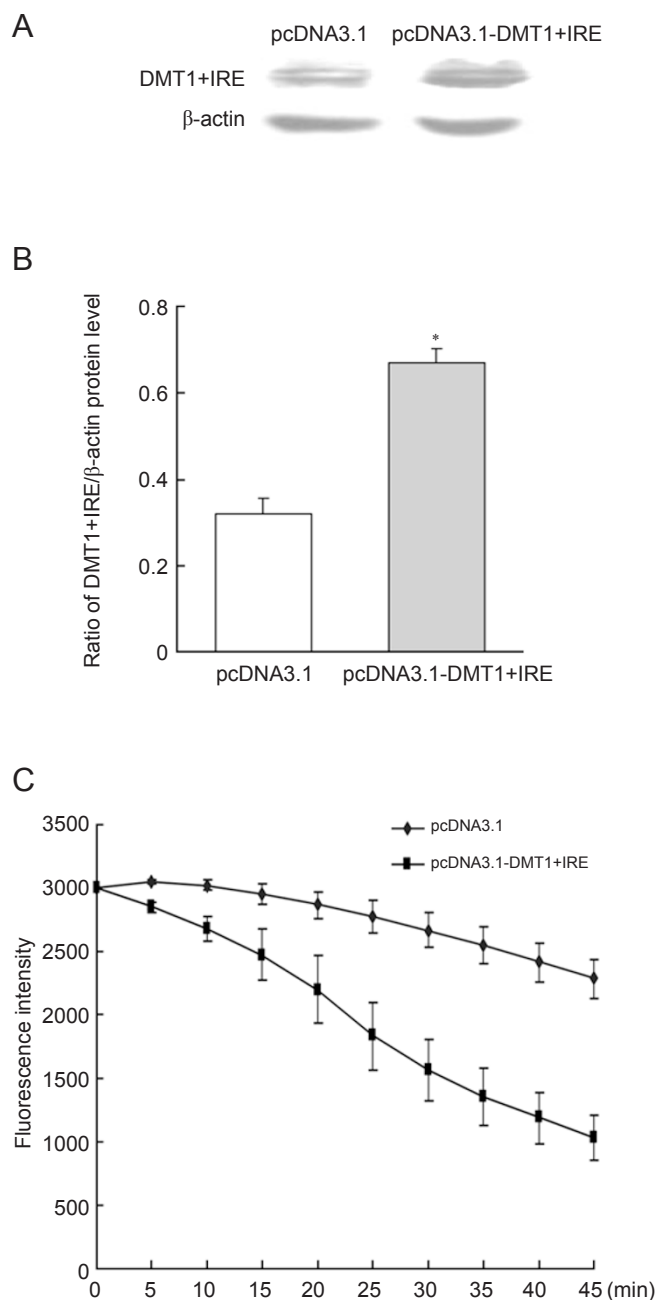 A
pcDNA3.1 pcDNA3.1-DMT1+IRE
DMT1+IRE
β-actin
B
Ratio of DMT1+IRE/β-actin protein level
0.8
0.6
0.4
0.2
0
*
pcDNA3.1 pcDNA3.1-DMT1+IRE
C
Fluorescence intensity
3500
3000
2500
2000
1500
1000
500
0 5 10 15 20 25 30 35 40 45 (min)
pcDNA3.1
pcDNA3.1-DMT1+IRE